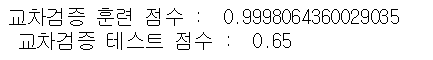 교차검증 훈련 점수 :  0.9998064360029035
교차검증 테스트 점수 :  0.65